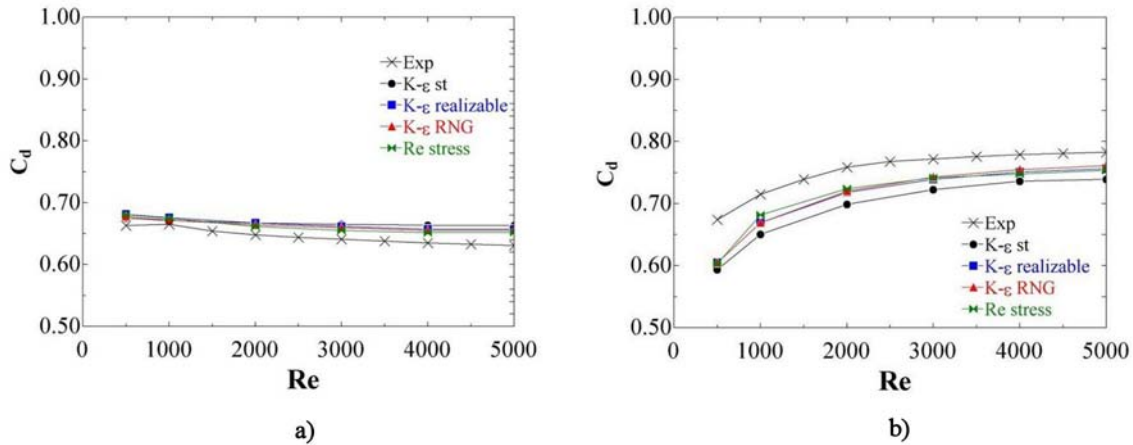 1.00
0.90
0.80
0.70
0.60
0.50
C_d
0 1000 2000 3000 4000 5000
Re
Exp
K-ε st
K-ε realizable
K-ε RNG
Re stress
a)
1.00
0.90
0.80
0.70
0.60
0.50
C_d
0 1000 2000 3000 4000 5000
Re
Exp
K-ε st
K-ε realizable
K-ε RNG
Re stress
b)